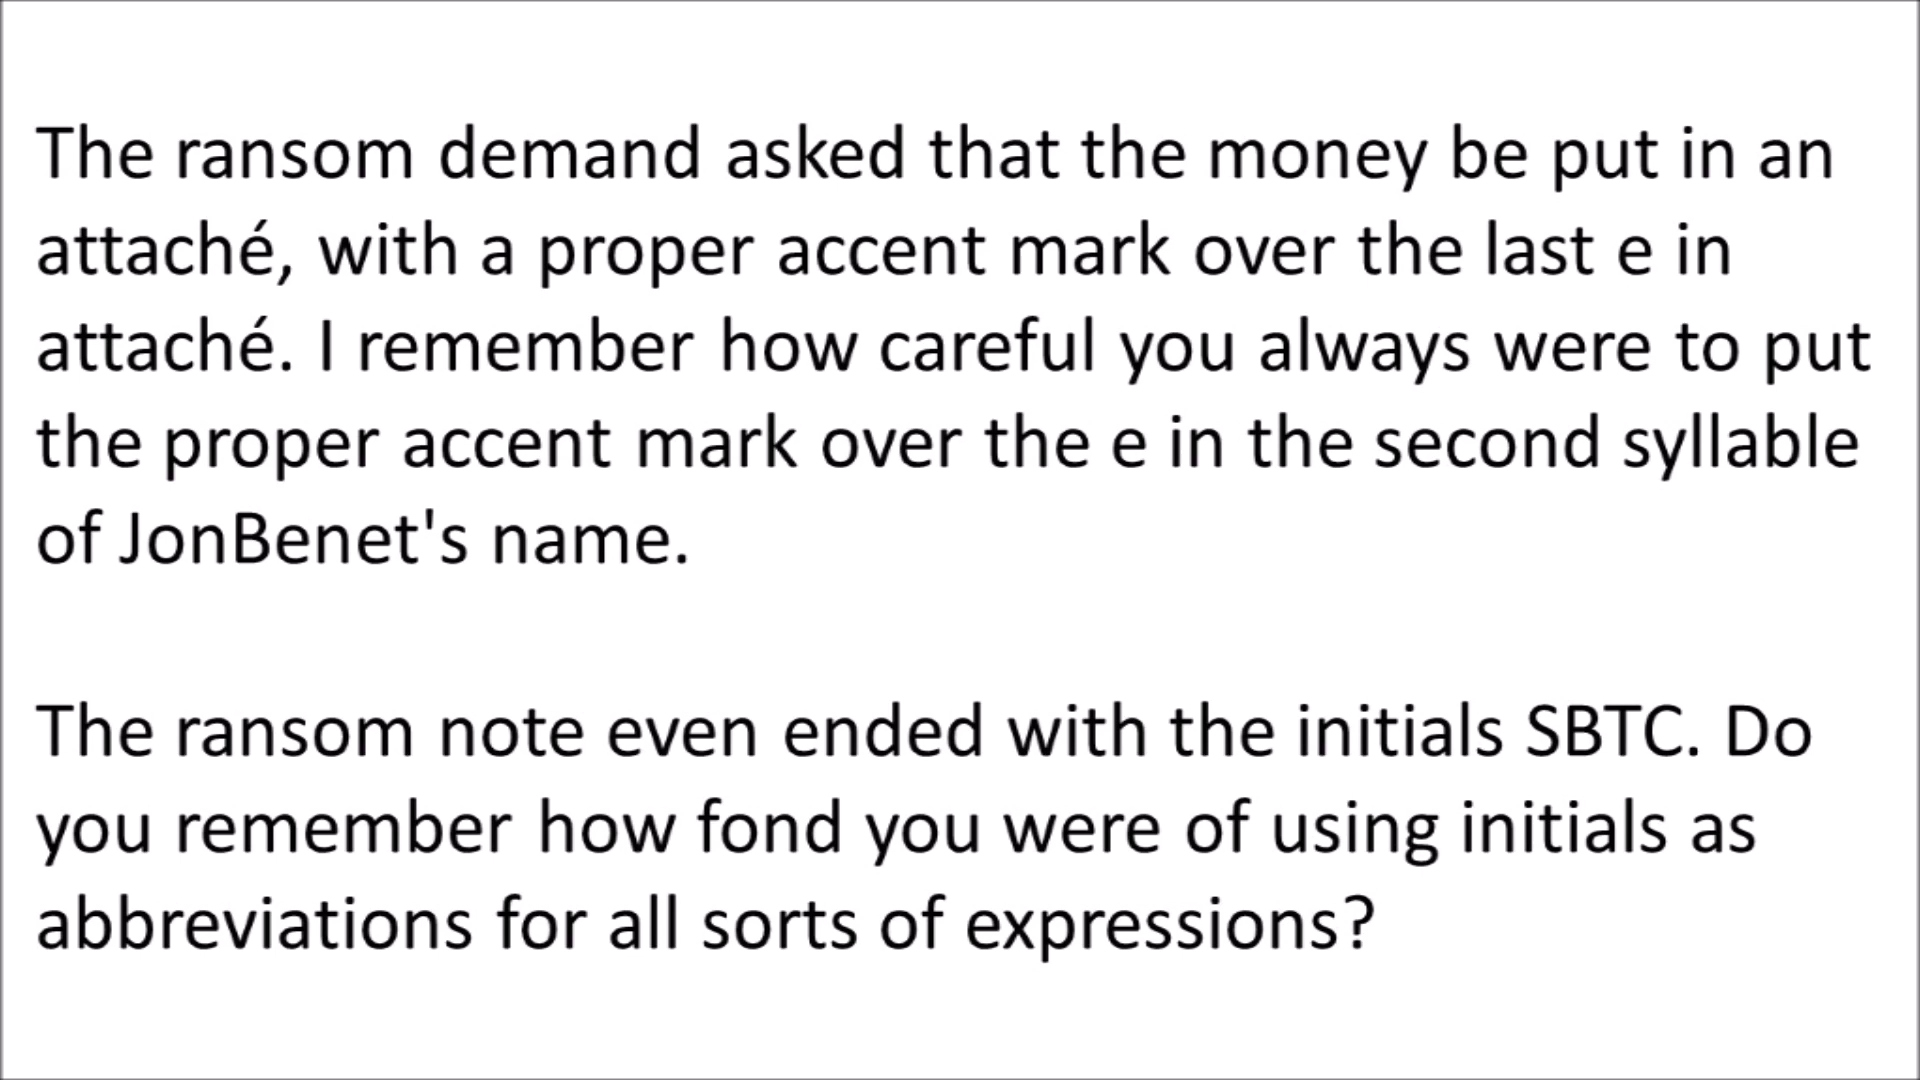 The ransom demand asked that the money be put in an
attaché, with a proper accent mark over the last e in
attaché. I remember how careful you always were to put
the proper accent mark over the e in the second syllable
of JonBenet's name.
The ransom note even ended with the initials SBTC. Do
you remember how fond you were of using initials as
abbreviations for all sorts of expressions?